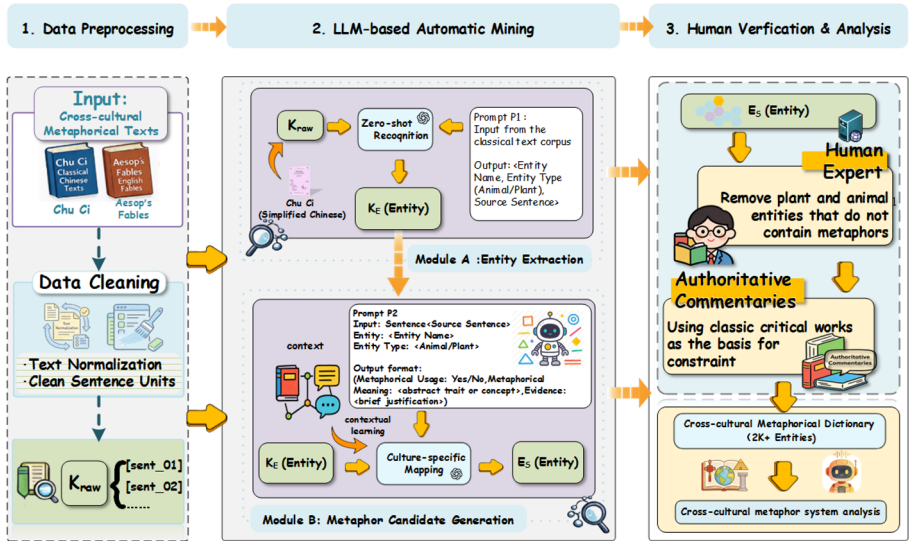 1. Data Preprocessing
2. LLM-based Automatic Mining
3. Human Verfication & Analysis
Input:
Cross-cultural
Metaphorical Texts
Chu Ci
Classical
Chinese
Texts
Aesop's
Fables
English
Fables
Chu Ci
Aesop's
Fables
Data Cleaning
Text
Normalization
·Text Normalization
·Clean Sentence Units
Kraw
[sent_01]
[sent_02]
......
Kraw
Zero-shot
Recognition
Prompt P1:
Input from the
classical text corpus
Output: <Entity
Name, Entity Type
(Animal/Plant),
Source Sentence>
Chu Ci
(Simplified Chinese)
KE (Entity)
Module A :Entity Extraction
Prompt P2
Input: Sentence<Source Sentence>
Entity: <Entity Name>
Entity Type: <Animal/Plant>
Output format:
(Metaphorical Usage: Yes/No,Metaphorical
Meaning: <abstract trait or concept>,Evidence:
<brief justification>)
context
contextual
learning
KE (Entity)
Culture-specific
Mapping
ES (Entity)
Module B: Metaphor Candidate Generation
ES (Entity)
Human
Expert
Remove plant and animal
entities that do not
contain metaphors
Authoritative
Commentaries
Using classic critical works
as the basis for
constraint
Authoritative
Commentaries
Cross-cultural Metaphorical Dictionary
(2K+ Entities)
Cross-cultural metaphor system analysis